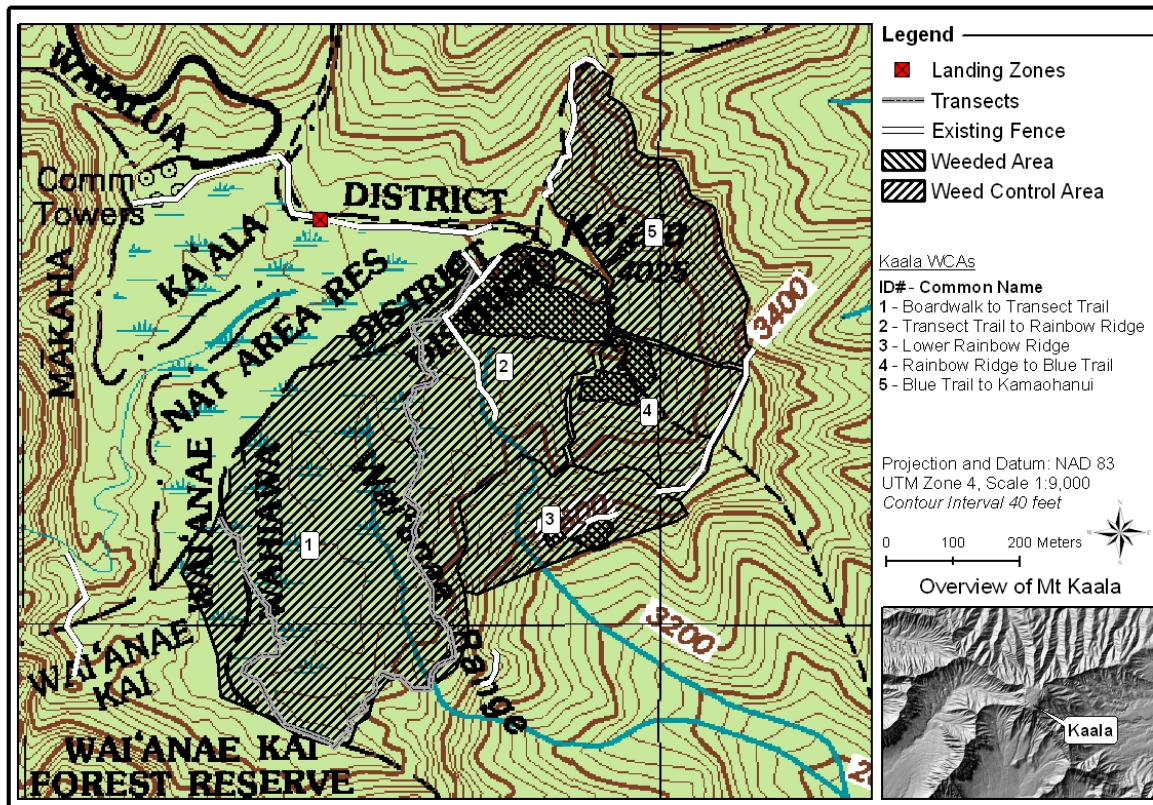 WAIALUA
Comm
Towers
DISTRICT
KA'ALA
NAT AREA RES
DISTRICT
MAKAHA
WAI'ANAE
WAHIAWA
Wai'anae
Range
WAI'ANAE
KAI
WAI'ANAE KAI
FOREST RESERVE
Ka'ala
4025
3400
3200
1
2
3
4
5
Legend
Landing Zones
Transects
Existing Fence
Weeded Area
Weed Control Area
Kaala WCAs
ID# - Common Name
1 - Boardwalk to Transect Trail
2 - Transect Trail to Rainbow Ridge
3 - Lower Rainbow Ridge
4 - Rainbow Ridge to Blue Trail
5 - Blue Trail to Kamaohanui
Projection and Datum: NAD 83
UTM Zone 4, Scale 1:9,000
Contour Interval 40 feet
N
W
E
S
0 100 200 Meters
Overview of Mt Kaala
Kaala